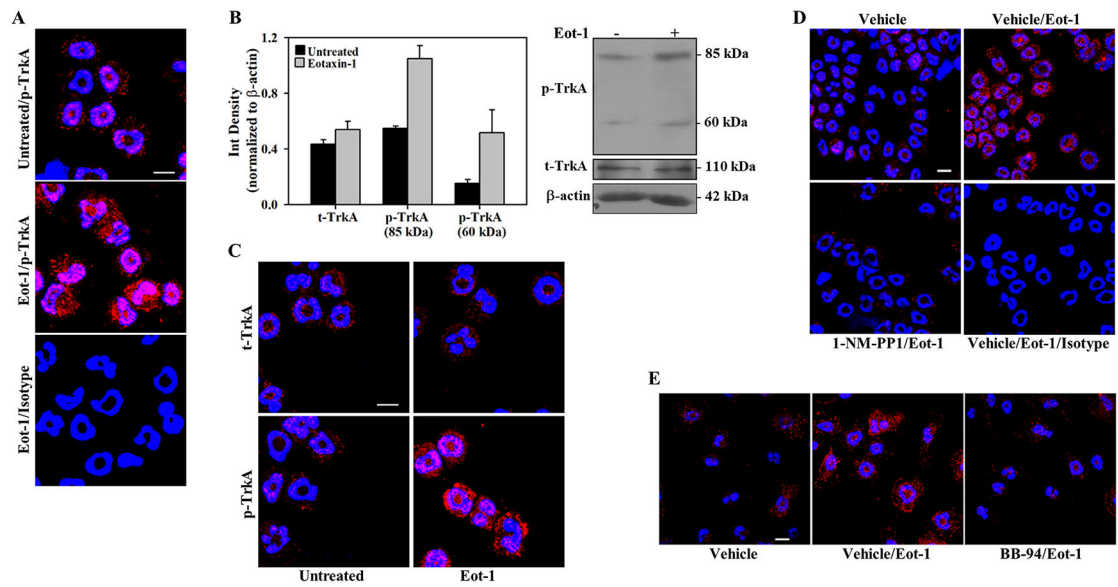 A
Untreated/p-TrkA
Eot-1/p-TrkA
Eot-1/Isotype
B
Int Density
(normalized to β-actin)
1.2
0.8
0.4
0.0
Untreated
Eotaxin-1
t-TrkA
p-TrkA
(85 kDa)
p-TrkA
(60 kDa)
Eot-1
- +
p-TrkA
85 kDa
60 kDa
t-TrkA
110 kDa
β-actin
42 kDa
C
t-TrkA
p-TrkA
Untreated
Eot-1
D
Vehicle
Vehicle/Eot-1
1-NM-PP1/Eot-1
Vehicle/Eot-1/Isotype
E
Vehicle
Vehicle/Eot-1
BB-94/Eot-1